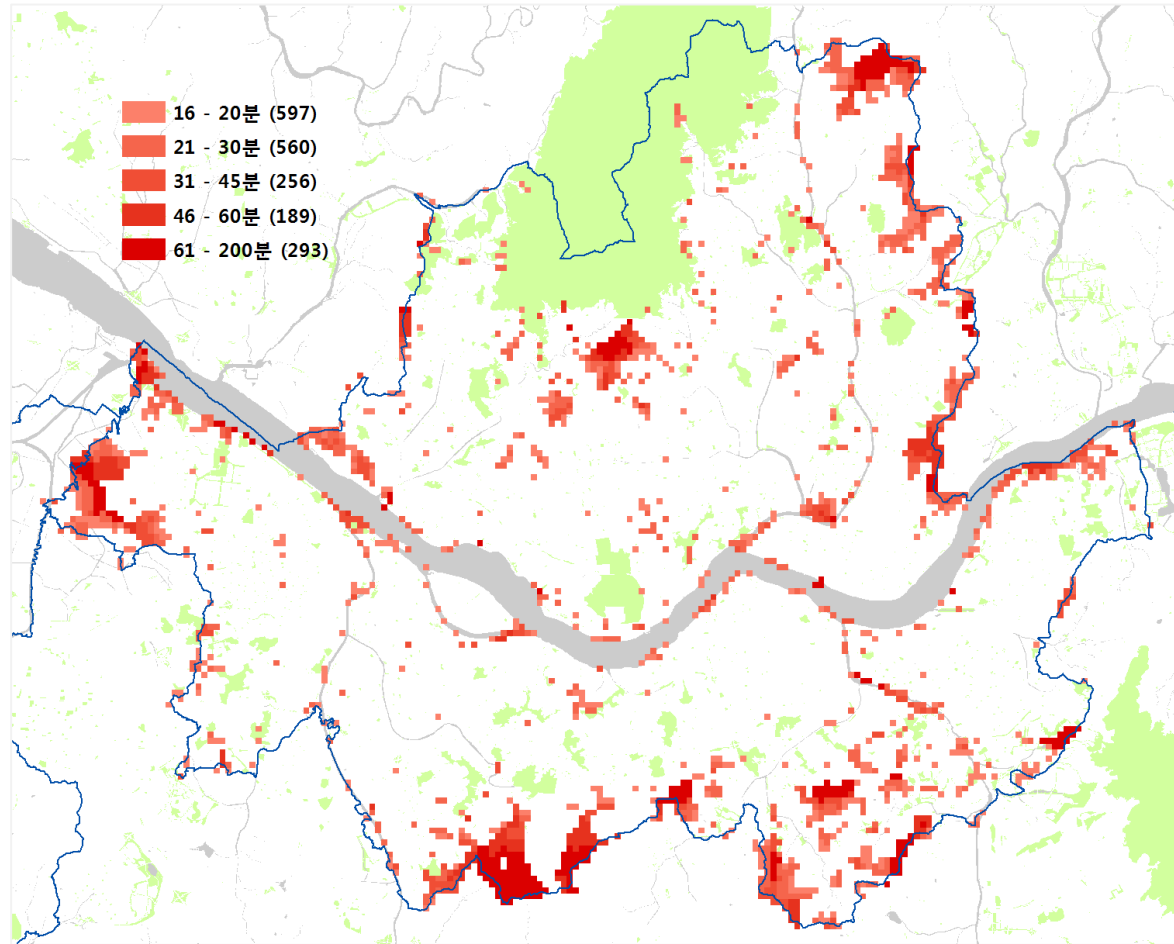 16 - 20분 (597)
21 - 30분 (560)
31 - 45분 (256)
46 - 60분 (189)
61 - 200분 (293)